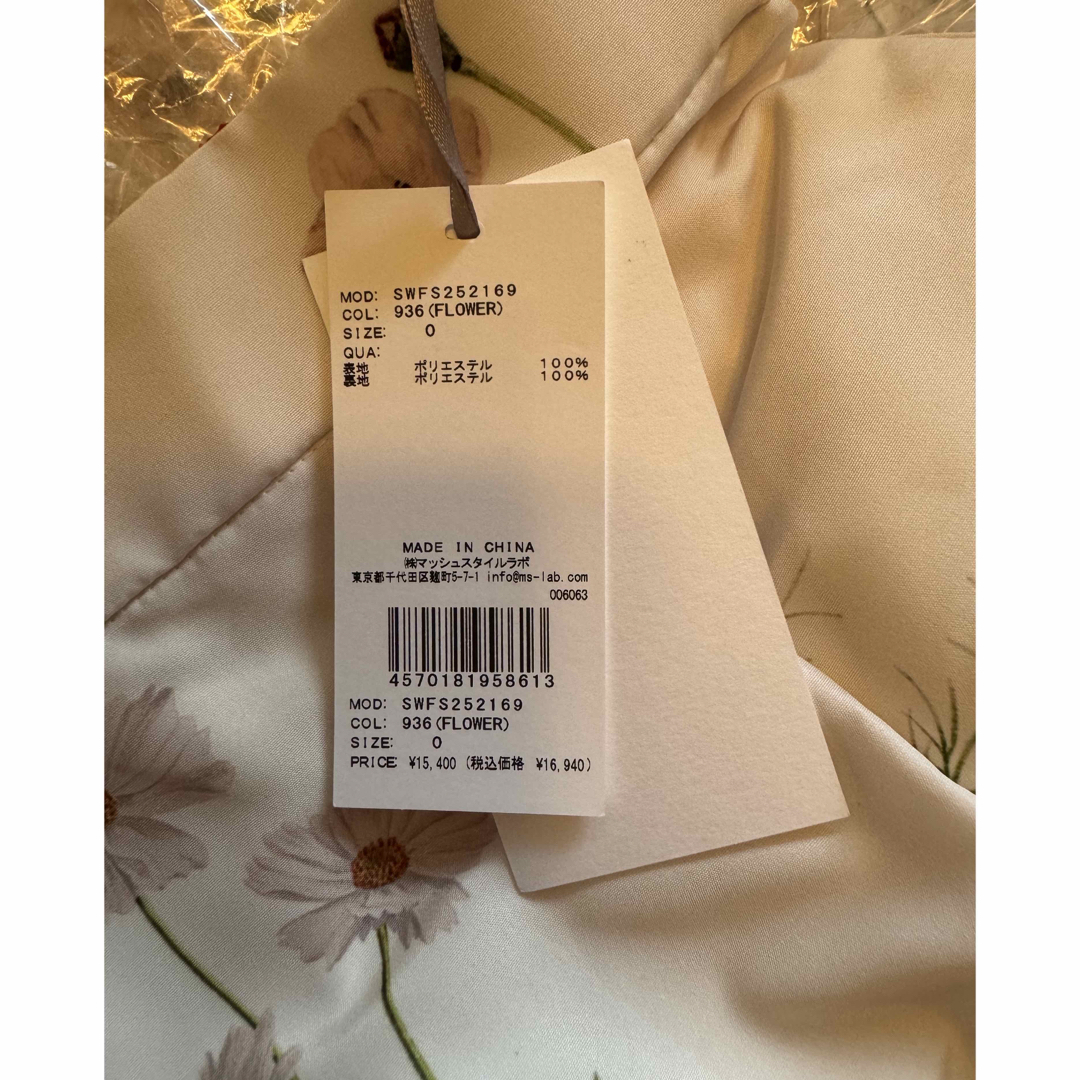 MOD: SWFS252169
COL: 936(FLOWER)
SIZE: 0
QUA:
表地 ポリエステル 100%
裏地 ポリエステル 100%
MADE IN CHINA
㈱マッシュスタイルラボ
東京都千代田区麹町5-7-1 info@ms-lab.com
006063
4570181958613
MOD: SWFS252169
COL: 936(FLOWER)
SIZE: 0
PRICE: ¥15,400 (税込価格 ¥16,940)